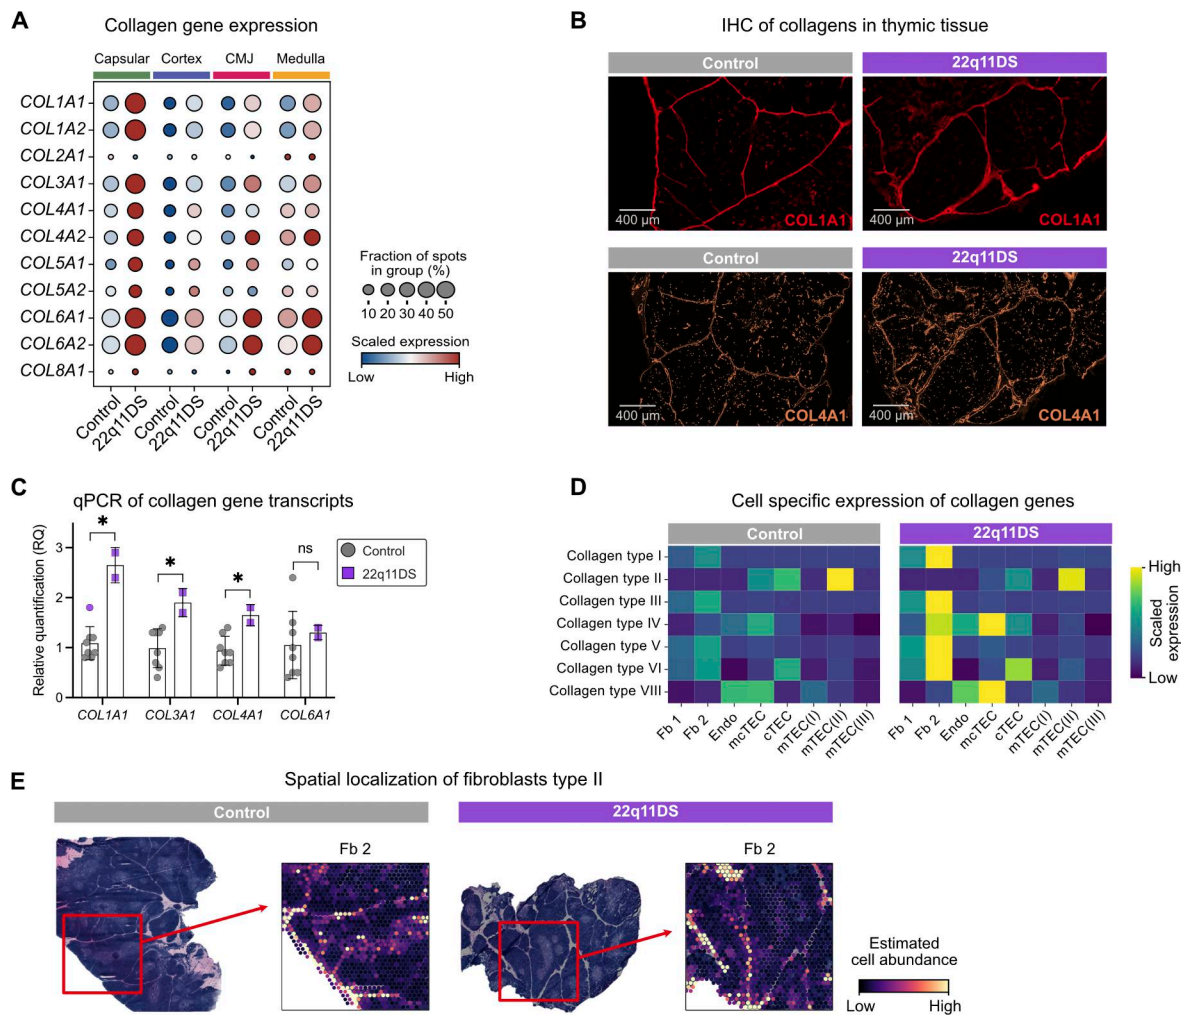 A
Collagen gene expression
Capsular Cortex CMJ Medulla
COL1A1
COL1A2
COL2A1
COL3A1
COL4A1
COL4A2
COL5A1
COL5A2
COL6A1
COL6A2
COL8A1
Control 22q11DS Control 22q11DS Control 22q11DS Control 22q11DS
Fraction of spots
in group (%)
10 20 30 40 50
Scaled expression
Low High
B
IHC of collagens in thymic tissue
Control 22q11DS
400 µm COL1A1 400 µm COL1A1
Control 22q11DS
400 µm COL4A1 400 µm COL4A1
C
qPCR of collagen gene transcripts
Relative quantification (RQ)
3
2
1
0
* * * ns
Control
22q11DS
COL1A1 COL3A1 COL4A1 COL6A1
D
Cell specific expression of collagen genes
Control 22q11DS
Collagen type I
Collagen type II
Collagen type III
Collagen type IV
Collagen type V
Collagen type VI
Collagen type VIII
Fb 1 Fb 2 Endo mcTEC cTEC mTEC(I) mTEC(II) mTEC(III)
Fb 1 Fb 2 Endo mcTEC cTEC mTEC(I) mTEC(II) mTEC(III)
High
Scaled
expression
Low
E
Spatial localization of fibroblasts type II
Control 22q11DS
Fb 2 Fb 2
Estimated
cell abundance
Low High